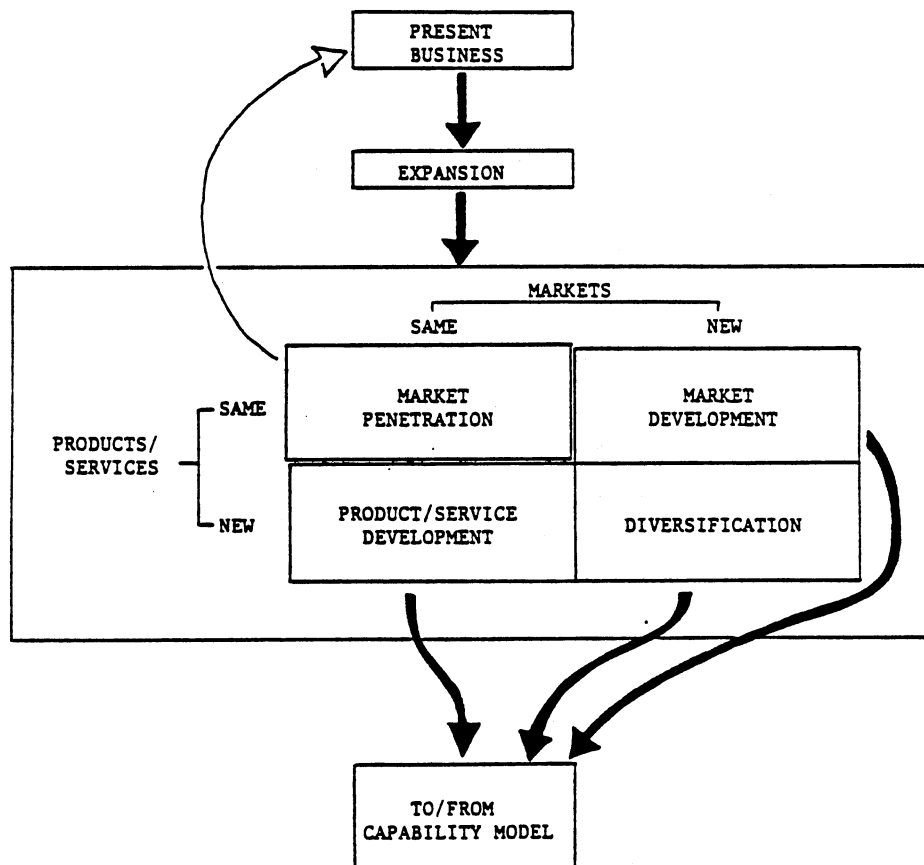 PRESENT
BUSINESS
EXPANSION
MARKETS
SAME
NEW
MARKET
PENETRATION
MARKET
DEVELOPMENT
SAME
PRODUCTS/
SERVICES
NEW
PRODUCT/SERVICE
DEVELOPMENT
DIVERSIFICATION
TO/FROM
CAPABILITY MODEL